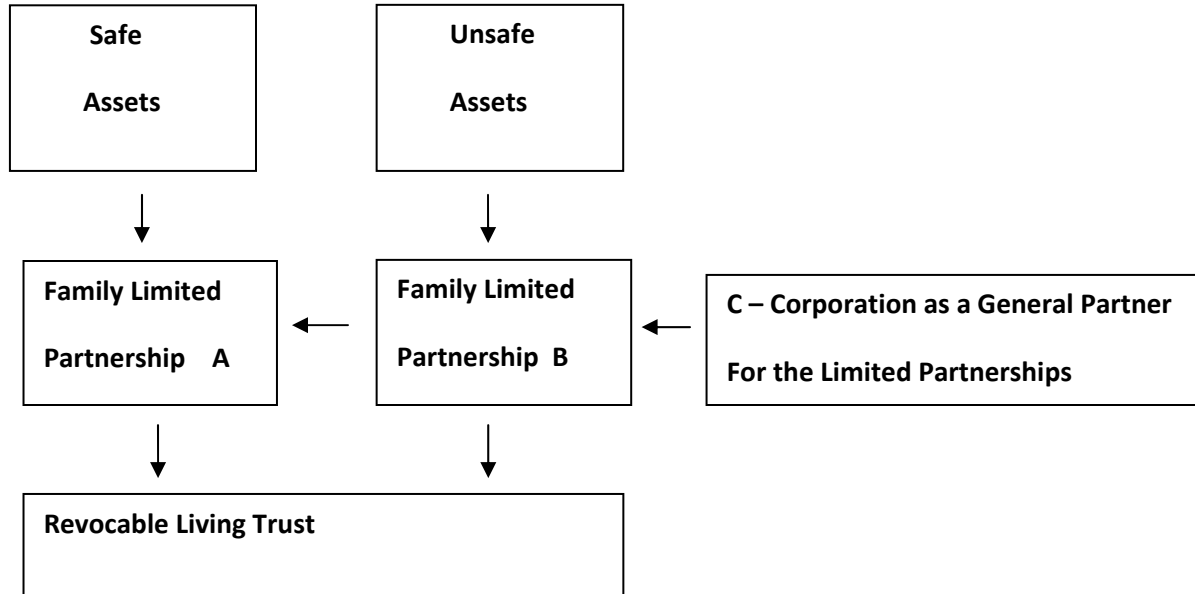 Safe
Assets
Unsafe
Assets
Family Limited
Partnership A
Family Limited
Partnership B
C – Corporation as a General Partner
For the Limited Partnerships
Revocable Living Trust